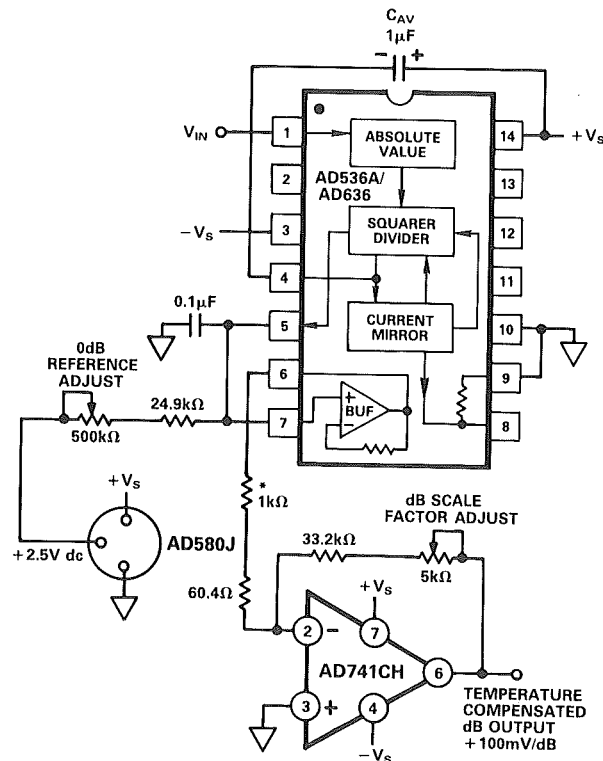 C_AV
1µF
− +
V_IN
1
ABSOLUTE
VALUE
14
+V_S
2
AD536A/
AD636
13
−V_S
3
SQUARER
DIVIDER
12
4
11
0.1µF
5
CURRENT
MIRROR
10
0dB
REFERENCE
ADJUST
6
9
24.9kΩ
7
+
BUF
−
8
500kΩ
*
1kΩ
+V_S
dB SCALE
FACTOR ADJUST
AD580J
33.2kΩ
+2.5V dc
60.4Ω
5kΩ
+V_S
2
−
7
AD741CH
6
3
+
4
−V_S
TEMPERATURE
COMPENSATED
dB OUTPUT
+100mV/dB